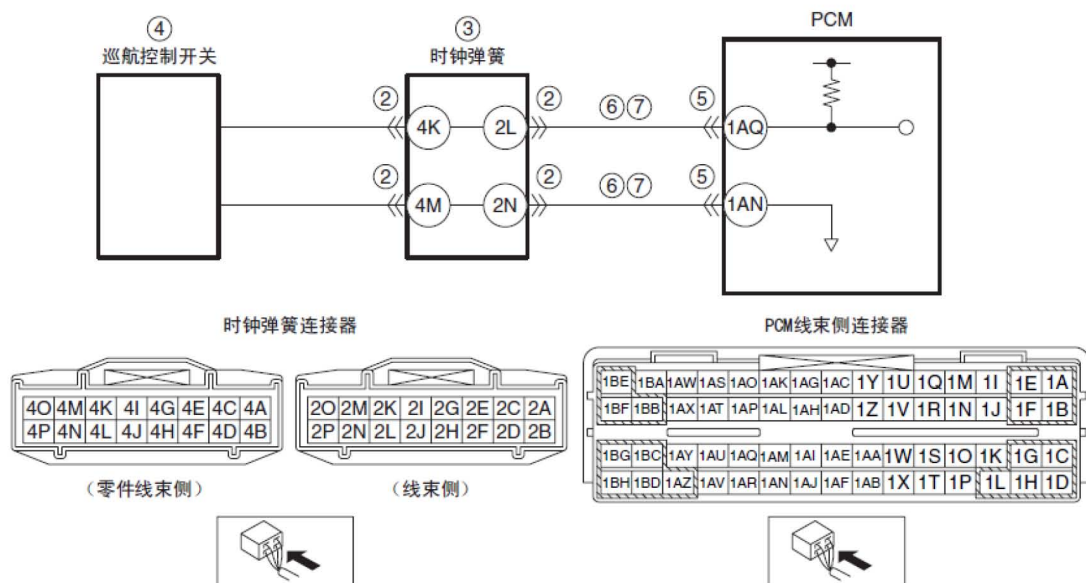 ④ ③ PCM
巡航控制开关 时钟弹簧
② ② ⑥⑦ ⑤
4K 2L 1AQ
② ② ⑥⑦ ⑤
4M 2N 1AN
时钟弹簧连接器 PCM线束侧连接器
1BE 1BA 1AW 1AS 1AO 1AK 1AG 1AC 1Y 1U 1Q 1M 1I 1E 1A
4O 4M 4K 4I 4G 4E 4C 4A 2O 2M 2K 2I 2G 2E 2C 2A 1BF 1BB 1AX 1AT 1AP 1AL 1AH 1AD 1Z 1V 1R 1N 1J 1F 1B
4P 4N 4L 4J 4H 4F 4D 4B 2P 2N 2L 2J 2H 2F 2D 2B
1BG 1BC 1AY 1AU 1AQ 1AM 1AI 1AE 1AA 1W 1S 1O 1K 1G 1C
1BH 1BD 1AZ 1AV 1AR 1AN 1AJ 1AF 1AB 1X 1T 1P 1L 1H 1D
（零件线束侧） （线束侧）